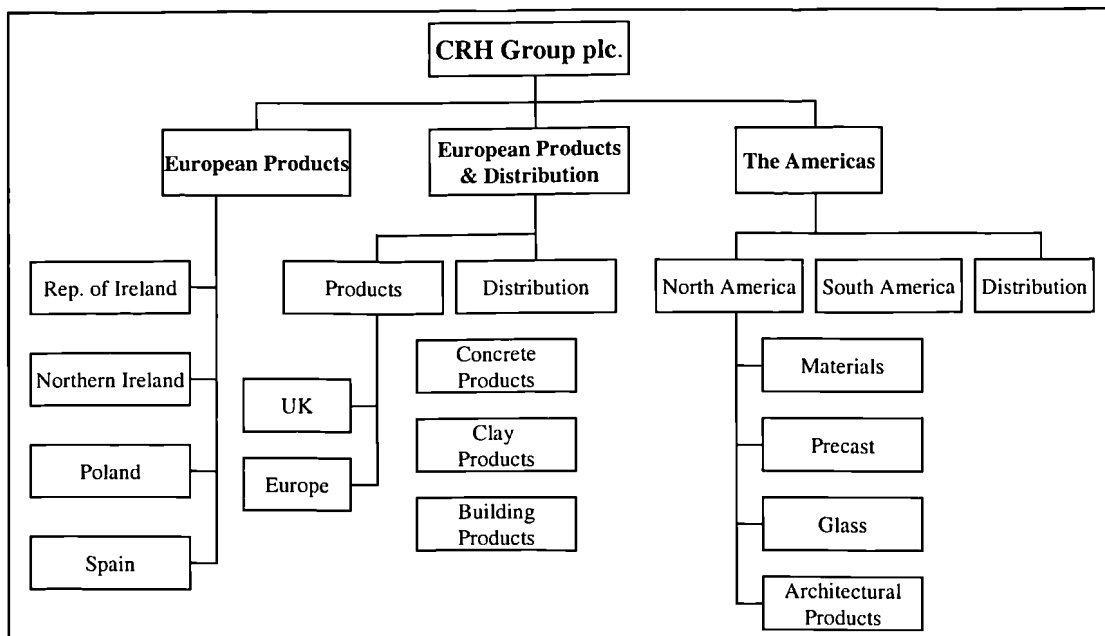 CRH Group plc.
European Products
European Products
& Distribution
The Americas
Rep. of Ireland
Northern Ireland
Poland
Spain
Products
Distribution
UK
Europe
Concrete
Products
Clay
Products
Building
Products
North America
South America
Distribution
Materials
Precast
Glass
Architectural
Products